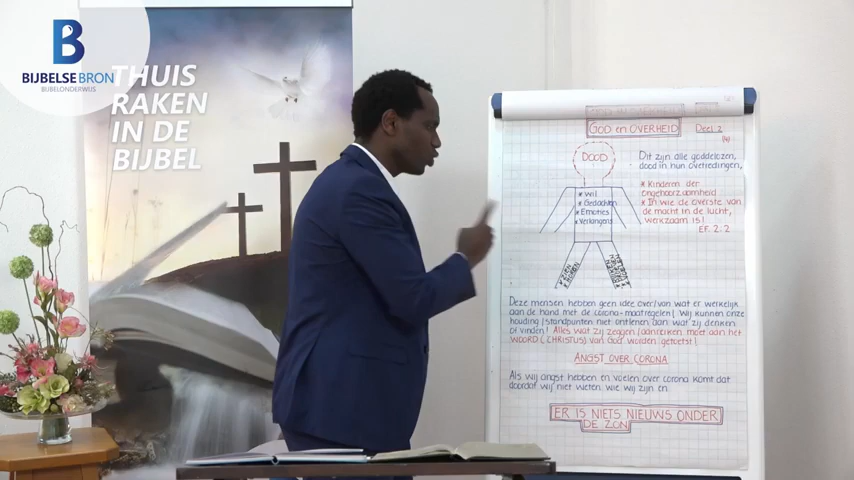 BIJBELSE BRON
BIJBELONDERWIJS
THUIS
RAKEN
IN DE
BIJBEL
GOD en OVERHEID Deel 2
DOOD
Dit zijn alle goddelozen,
dood in hun overtredingen,
* Kinderen der
ongehoorzaamheid
* In wie de overste van
de macht in de lucht,
werkzaam is!
EF. 2:2
* Wil
* Gedachten
* Emoties
* Verlangens
* ZIEN
* HOREN
Deze mensen hebben geen idee over/van wat er werkelijk
aan de hand met de corona-maatregelen! Wij kunnen onze
houding/standpunten niet ontlenen aan wat zij denken
of vinden! Alles wat zij zeggen/aanreiken moet aan het
WOORD (CHRISTUS) van God worden getoetst!
ANGST OVER CORONA
Als wij angst hebben en voelen over corona komt dat
doordat wij niet weten wie wij zijn en
ER IS NIETS NIEUWS ONDER
DE ZON